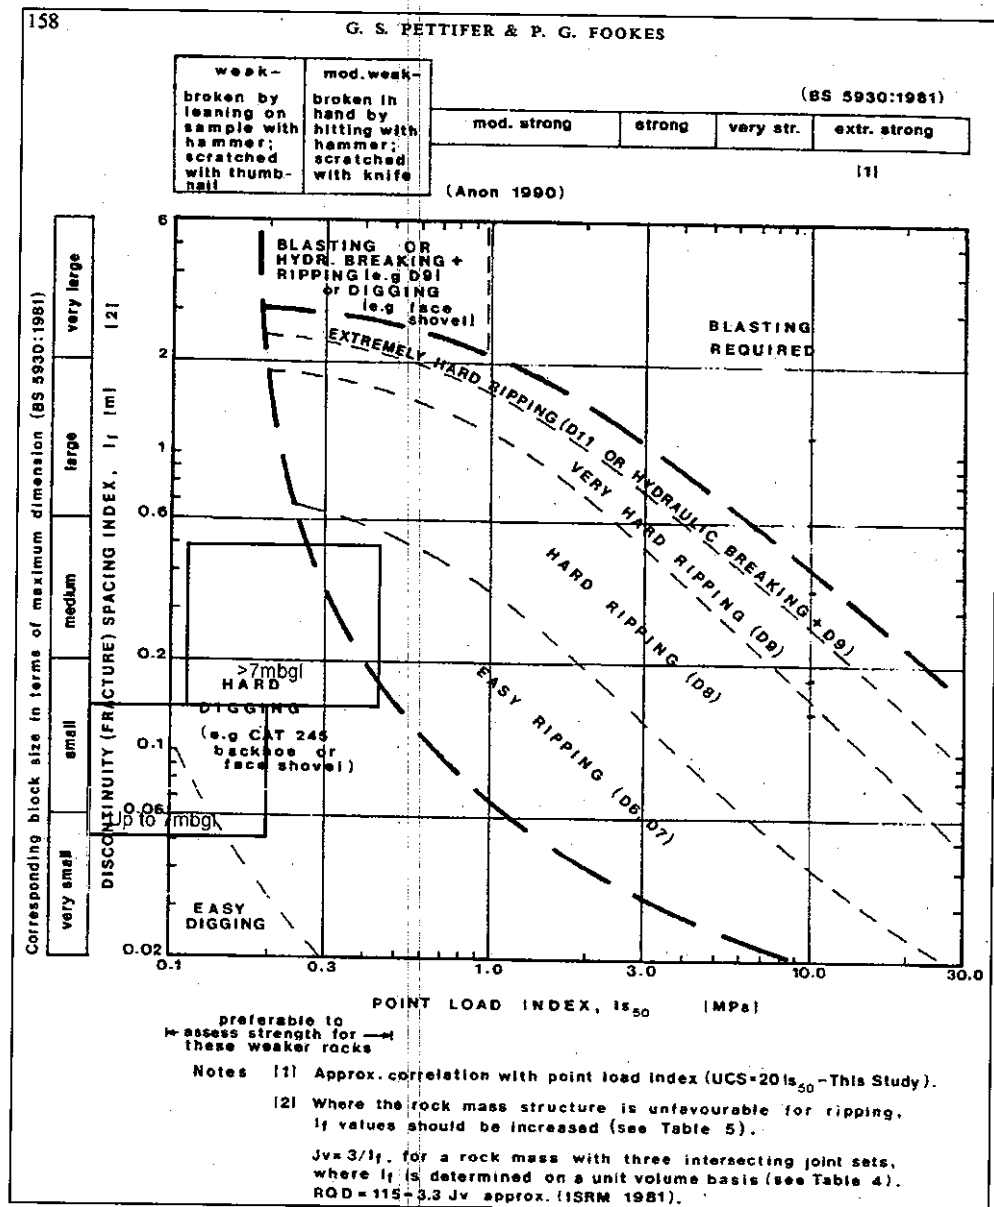 158
G. S. PETTIFER & P. G. FOOKES
weak-
broken by
leaning on
sample with
hammer;
scratched
with thumb-
nail
mod.weak-
broken in
hand by
hitting with
hammer;
scratched
with knife
(BS 5930:1981)
mod. strong
strong
very str.
extr. strong
[1]
(Anon 1990)
Corresponding block size in terms of maximum dimension (BS 5930:1981)
very large
large
medium
small
very small
DISCONTINUITY (FRACTURE) SPACING INDEX, If [m]
[2]
6
2
1
0.6
0.2
0.1
0.06
0.02
BLASTING OR
HYDR. BREAKING +
RIPPING [e.g D9]
or DIGGING
[e.g face
shovel]
BLASTING
REQUIRED
EXTREMELY HARD RIPPING (D11 OR HYDRAULIC BREAKING + D9)
VERY HARD RIPPING (D9)
HARD RIPPING (D8)
EASY RIPPING (D6/D7)
>7mbgl
HARD
DIGGING
(e.g CAT 245
backhoe or
face shovel)
Up to 7mbgl
EASY
DIGGING
0.1
0.3
1.0
3.0
10.0
30.0
POINT LOAD INDEX, Is50 [MPa]
preferable to
assess strength for
these weaker rocks
Notes [1] Approx. correlation with point load index (UCS=20Is50-This Study).
[2] Where the rock mass structure is unfavourable for ripping,
If values should be increased (see Table 5).
Jv=3/If, for a rock mass with three intersecting joint sets,
where If is determined on a unit volume basis (see Table 4).
RQD=115-3.3 Jv approx. (ISRM 1981).